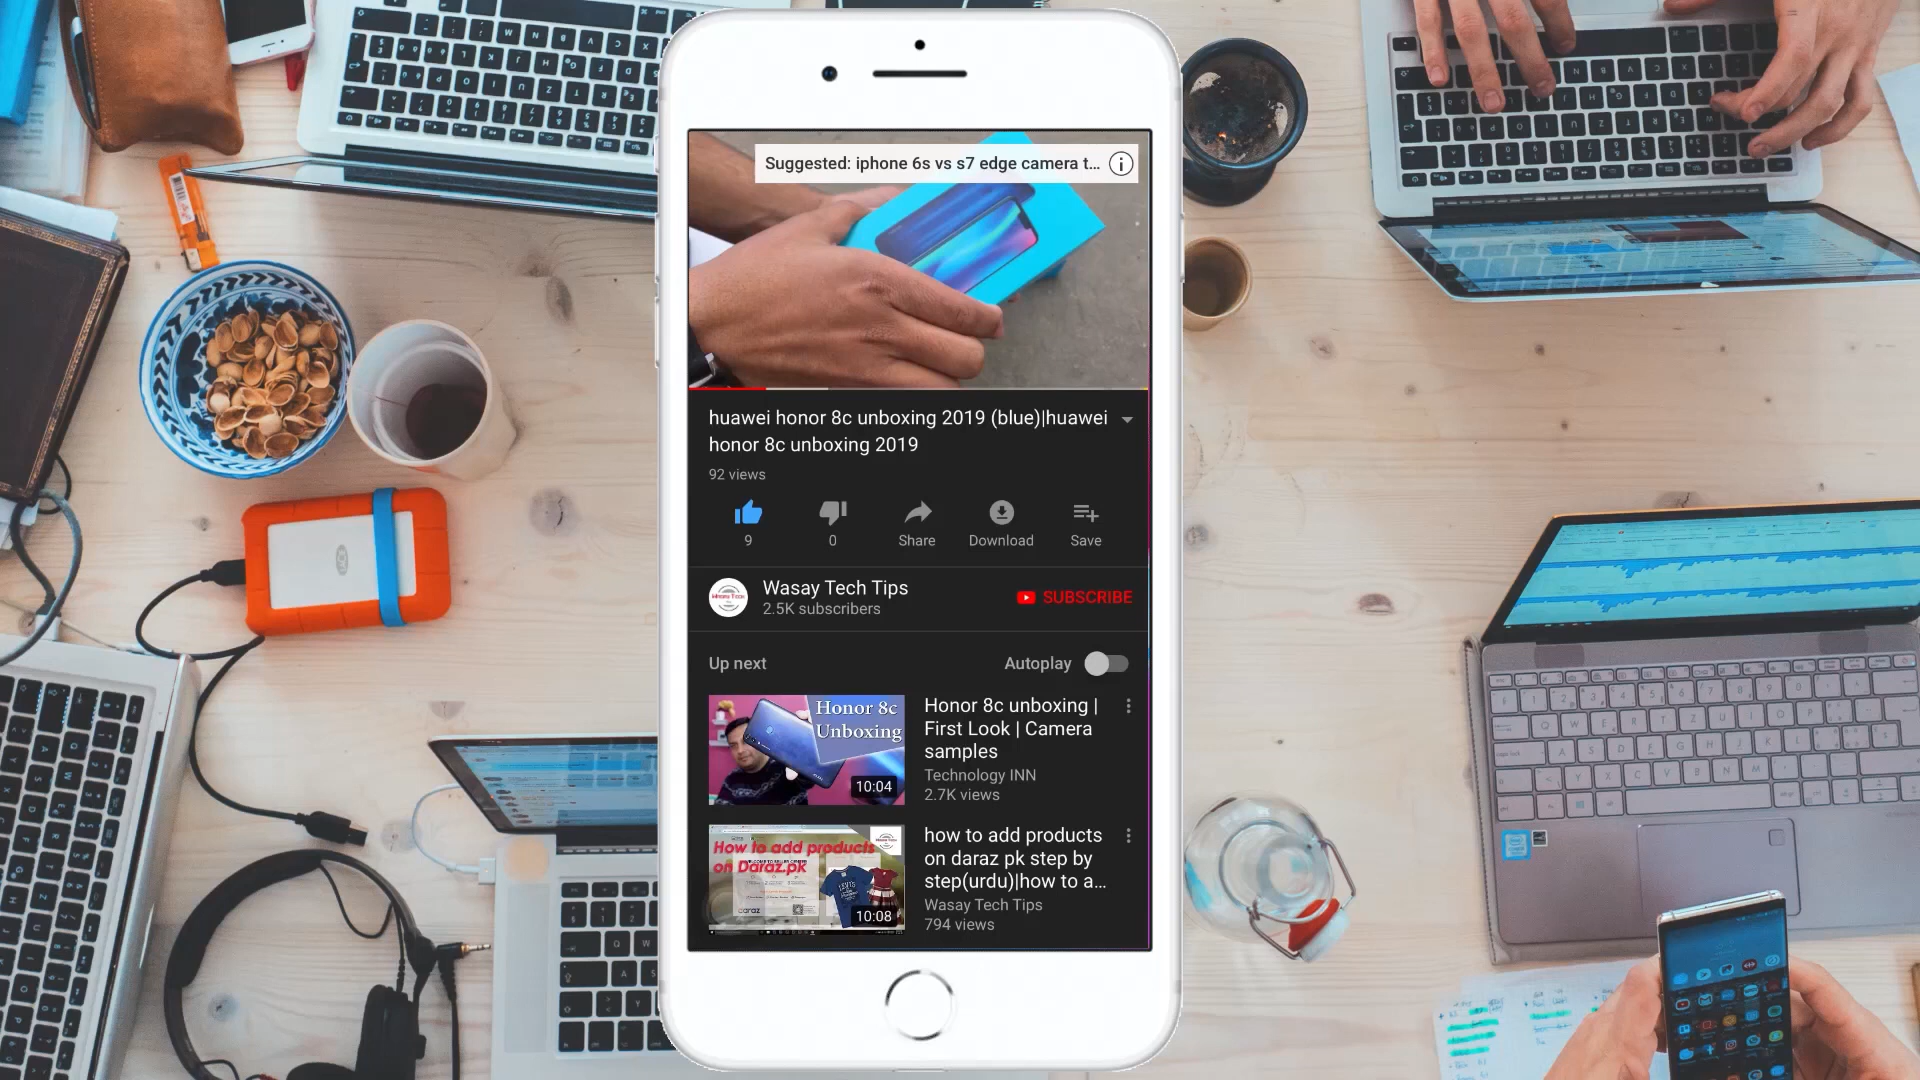 Suggested: iphone 6s vs s7 edge camera t...
huawei honor 8c unboxing 2019 (blue)|huawei
honor 8c unboxing 2019
92 views
9
0
Share
Download
Save
Wasay Tech Tips
2.5K subscribers
SUBSCRIBE
Up next
Autoplay
Honor 8c
Unboxing
10:04
Honor 8c unboxing |
First Look | Camera
samples
Technology INN
2.7K views
How to add products
on Daraz.pk
10:08
how to add products
on daraz pk step by
step(urdu)|how to a...
Wasay Tech Tips
794 views